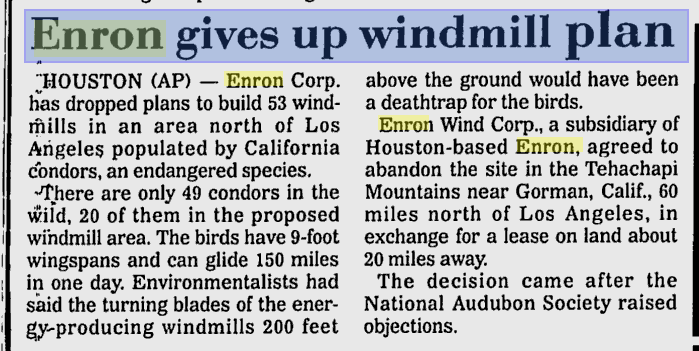 Enron gives up windmill plan
HOUSTON (AP) — Enron Corp.
has dropped plans to build 53 wind-
mills in an area north of Los
Angeles populated by California
condors, an endangered species.
There are only 49 condors in the
wild, 20 of them in the proposed
windmill area. The birds have 9-foot
wingspans and can glide 150 miles
in one day. Environmentalists had
said the turning blades of the ener-
gy-producing windmills 200 feet
above the ground would have been
a deathtrap for the birds.
Enron Wind Corp., a subsidiary of
Houston-based Enron, agreed to
abandon the site in the Tehachapi
Mountains near Gorman, Calif., 60
miles north of Los Angeles, in
exchange for a lease on land about
20 miles away.
The decision came after the
National Audubon Society raised
objections.